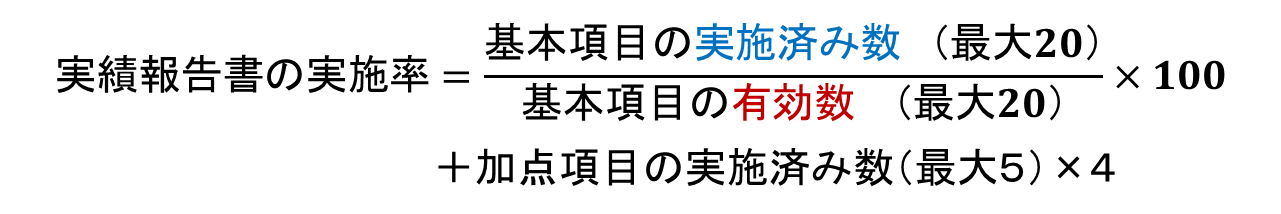 基本項目の実施済み数 （最大20）
実績報告書の実施率＝ × 100
基本項目の有効数 （最大20）
＋加点項目の実施済み数（最大5）×４